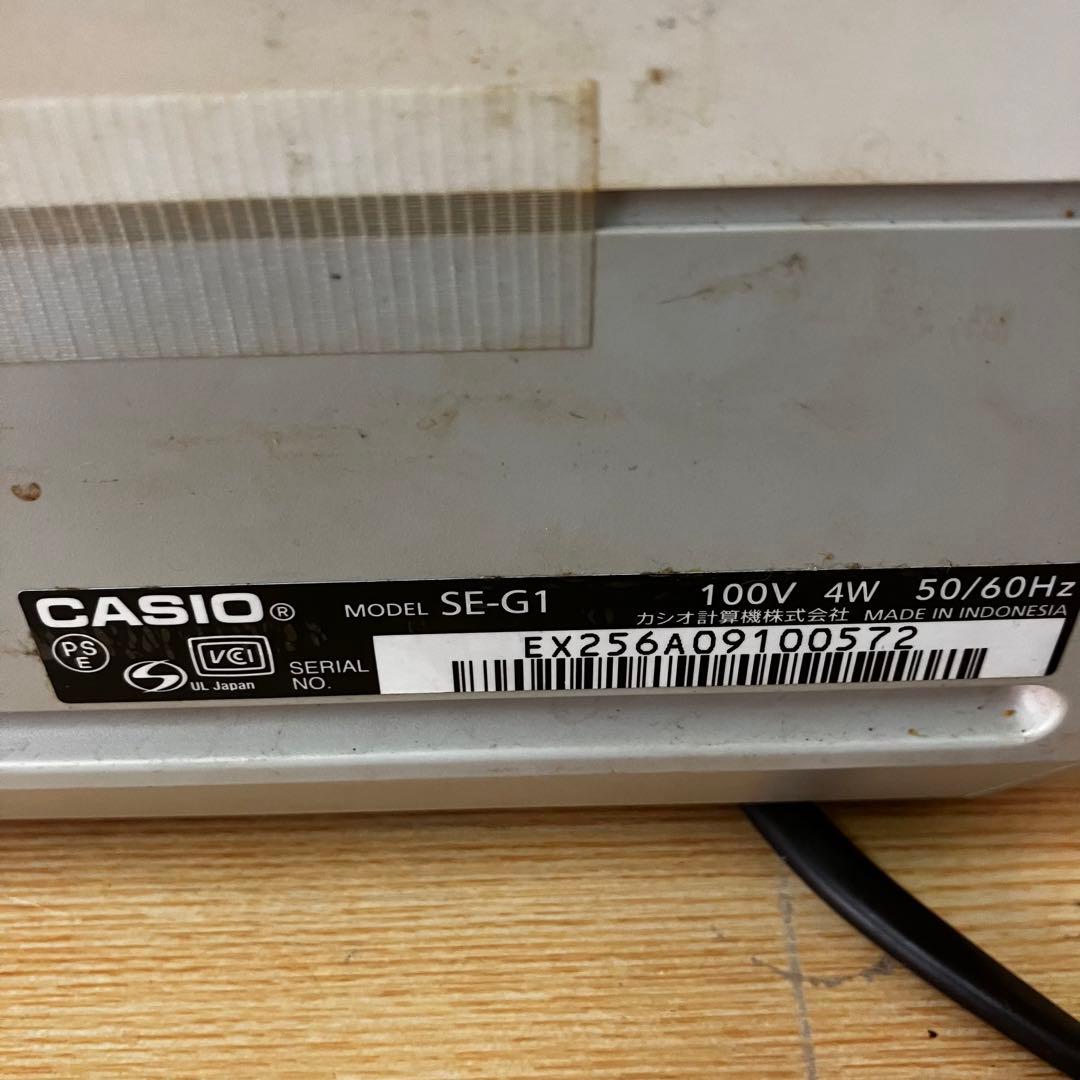 CASIO® MODEL SE-G1 100V 4W 50/60Hz
カシオ計算機株式会社 MADE IN INDONESIA
PS E
VCI
UL Japan
SERIAL NO.
EX256A09100572